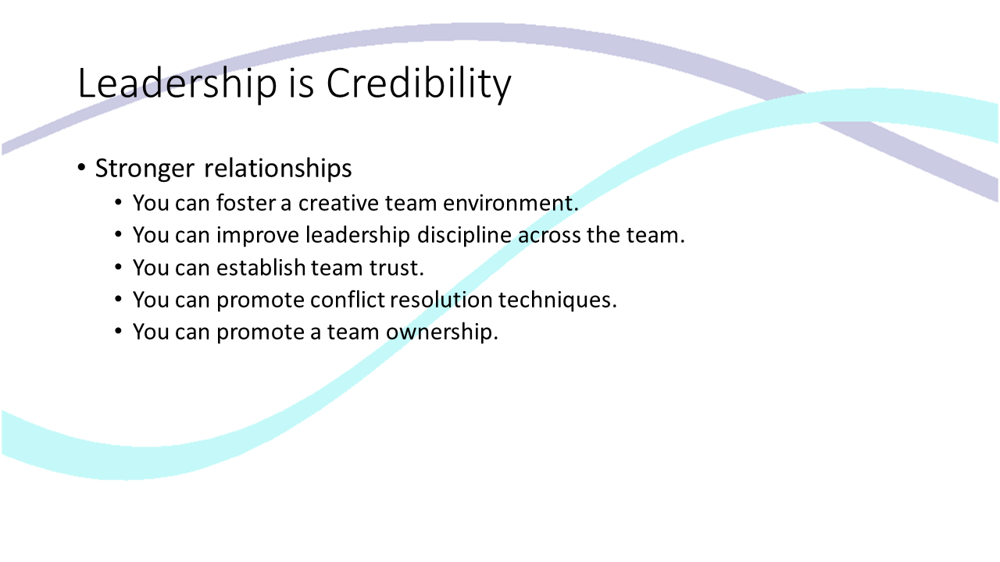 Leadership is Credibility
• Stronger relationships
• You can foster a creative team environment.
• You can improve leadership discipline across the team.
• You can establish team trust.
• You can promote conflict resolution techniques.
• You can promote a team ownership.